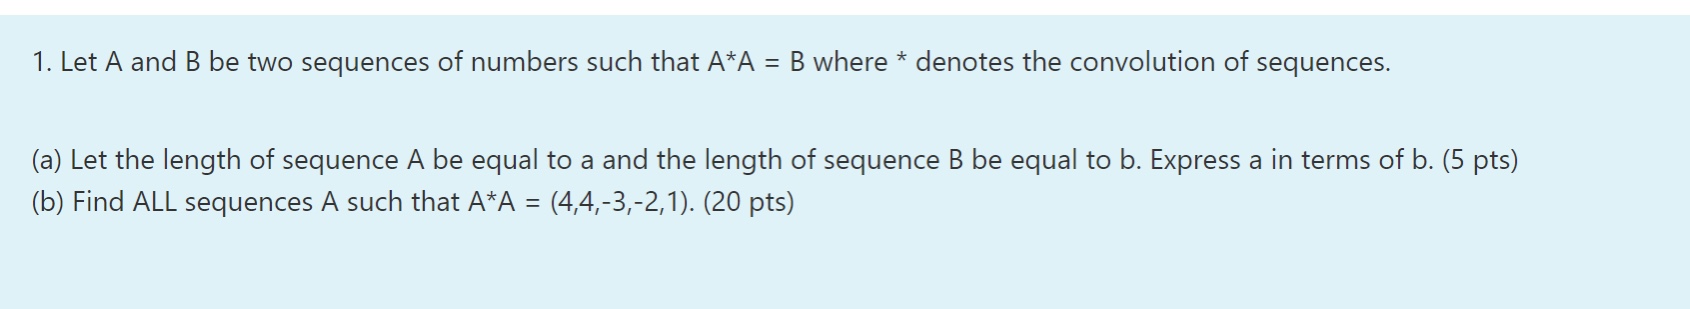 1. Let A and B be two sequences of numbers such that A*A = B where * denotes the convolution of sequences.
(a) Let the length of sequence A be equal to a and the length of sequence B be equal to b. Express a in terms of b. (5 pts)
(b) Find ALL sequences A such that A*A = (4,4,-3,-2,1). (20 pts)